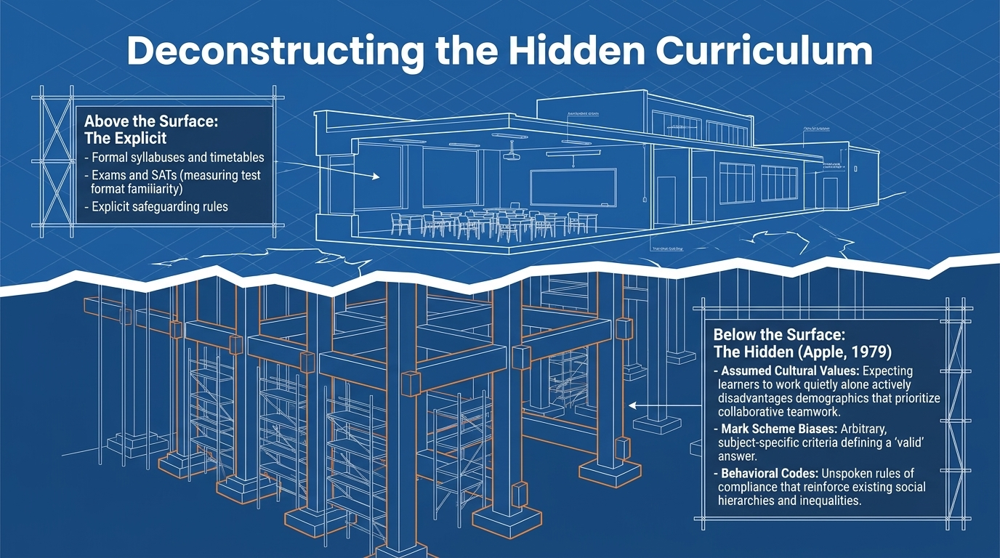 Deconstructing the Hidden Curriculum
Above the Surface:
The Explicit
- Formal syllabuses and timetables
- Exams and SATs (measuring test
format familiarity)
- Explicit safeguarding rules
Below the Surface:
The Hidden (Apple, 1979)
- Assumed Cultural Values: Expecting
learners to work quietly alone actively
disadvantages demographics that prioritize
collaborative teamwork.
- Mark Scheme Biases: Arbitrary,
subject-specific criteria defining a 'valid'
answer.
- Behavioral Codes: Unspoken rules of
compliance that reinforce existing social
hierarchies and inequalities.